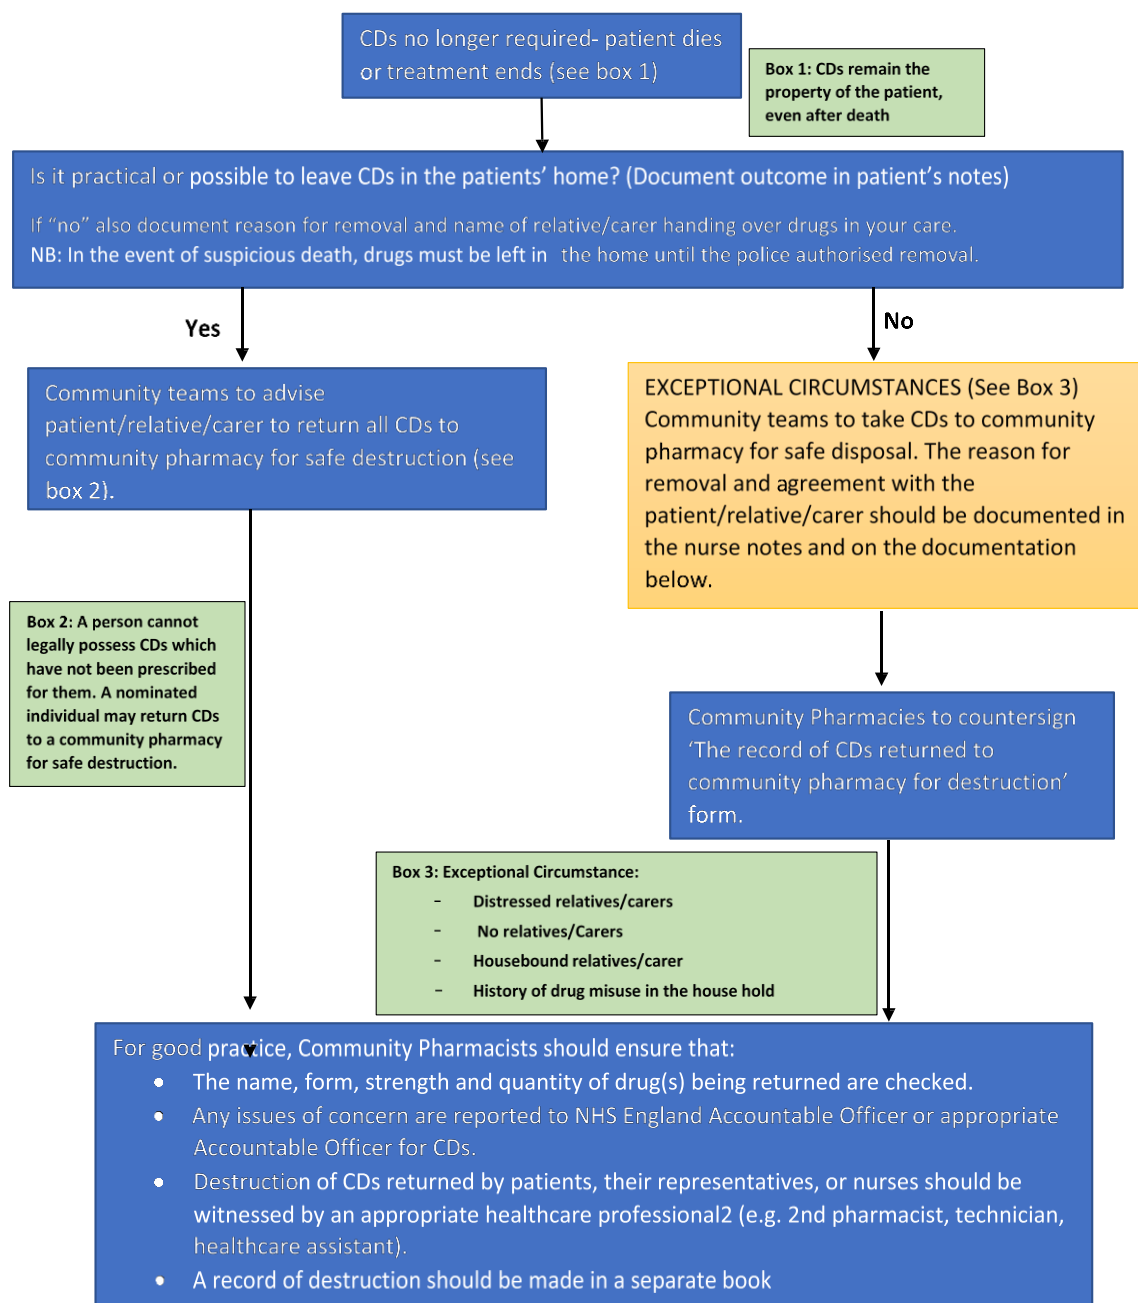 CDs no longer required- patient dies
or treatment ends (see box 1)
Box 1: CDs remain the
property of the patient,
even after death
Is it practical or possible to leave CDs in the patients’ home? (Document outcome in patient’s notes)
If “no” also document reason for removal and name of relative/carer handing over drugs in your care.
NB: In the event of suspicious death, drugs must be left in the home until the police authorised removal.
Yes
No
Community teams to advise
patient/relative/carer to return all CDs to
community pharmacy for safe destruction (see
box 2).
EXCEPTIONAL CIRCUMSTANCES (See Box 3)
Community teams to take CDs to community
pharmacy for safe disposal. The reason for
removal and agreement with the
patient/relative/carer should be documented in
the nurse notes and on the documentation
below.
Box 2: A person cannot
legally possess CDs which
have not been prescribed
for them. A nominated
individual may return CDs
to a community pharmacy
for safe destruction.
Community Pharmacies to countersign
‘The record of CDs returned to
community pharmacy for destruction’
form.
Box 3: Exceptional Circumstance:
- Distressed relatives/carers
- No relatives/Carers
- Housebound relatives/carer
- History of drug misuse in the house hold
For good practice, Community Pharmacists should ensure that:
• The name, form, strength and quantity of drug(s) being returned are checked.
• Any issues of concern are reported to NHS England Accountable Officer or appropriate
Accountable Officer for CDs.
• Destruction of CDs returned by patients, their representatives, or nurses should be
witnessed by an appropriate healthcare professional2 (e.g. 2nd pharmacist, technician,
healthcare assistant).
• A record of destruction should be made in a separate book